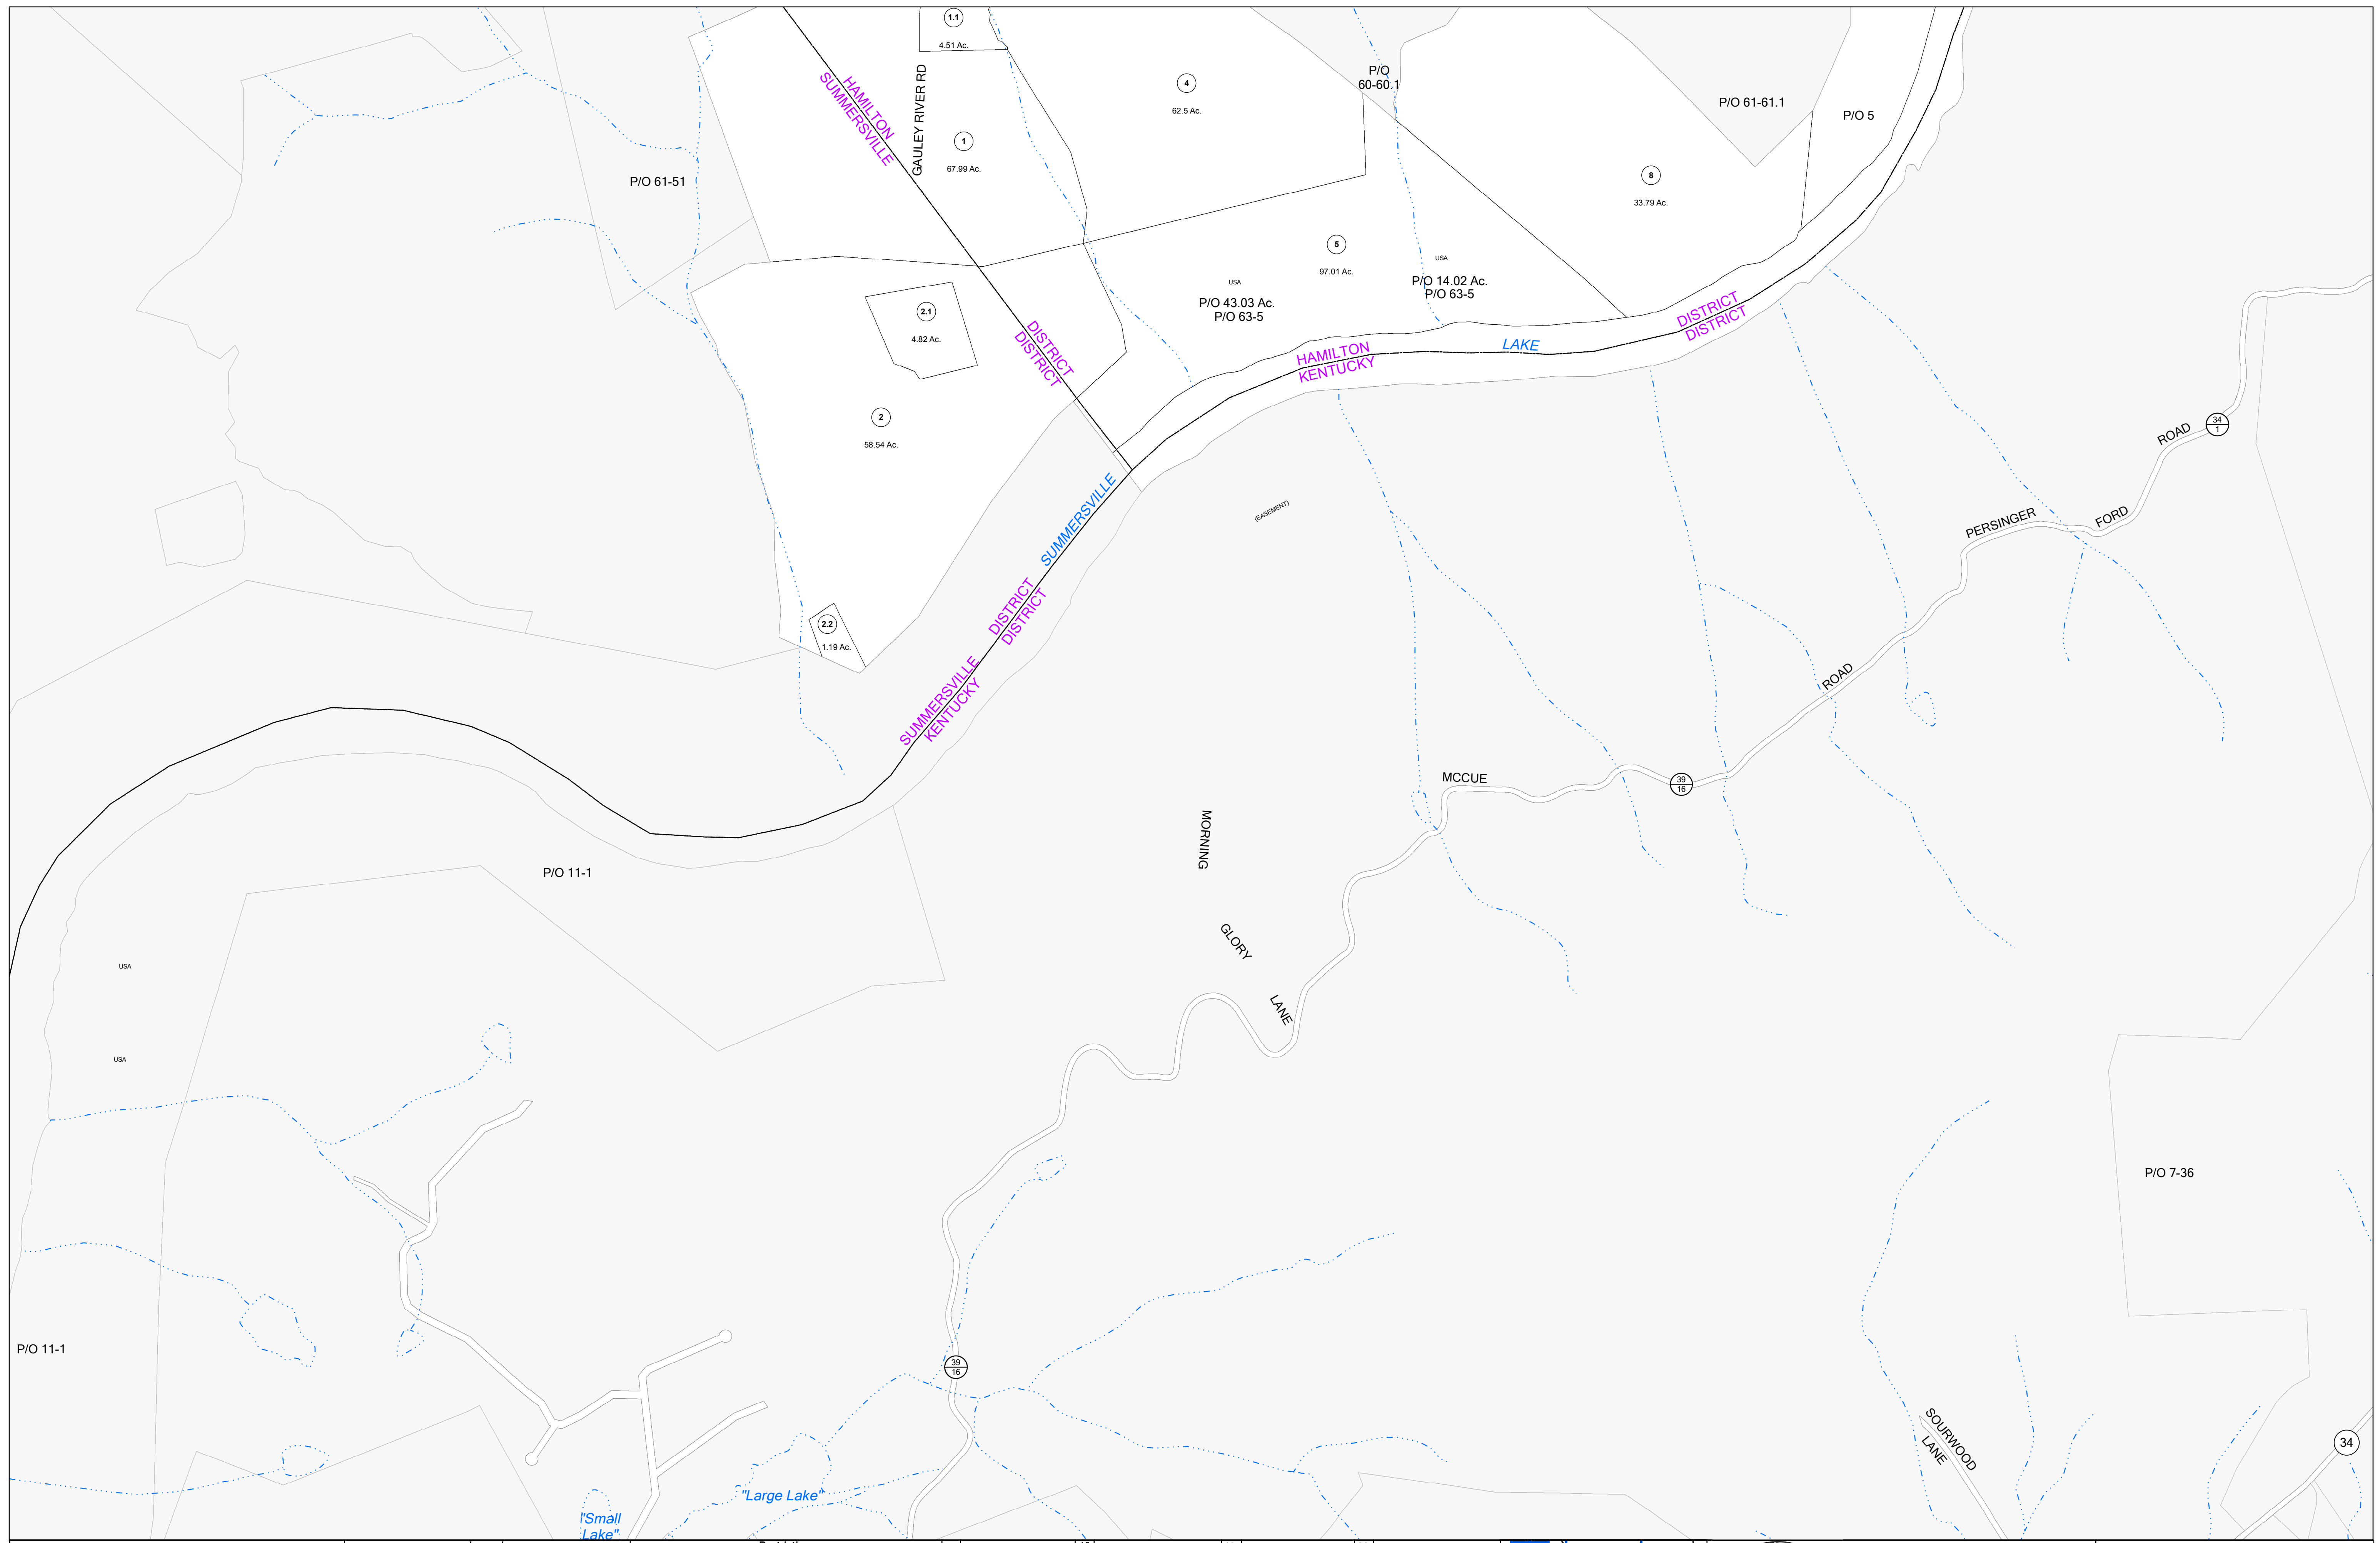 1.1
4.51 Ac.
HAMILTON
SUMMERSVILLE
GAULEY RIVER RD
4
62.5 Ac.
P/O
60-60.1
P/O 61-61.1
P/O 5
1
67.99 Ac.
P/O 61-51
8
33.79 Ac.
5
97.01 Ac.
USA
P/O 43.03 Ac.
P/O 63-5
USA
P/O 14.02 Ac.
P/O 63-5
2.1
4.82 Ac.
DISTRICT
DISTRICT
DISTRICT
DISTRICT
HAMILTON
KENTUCKY
LAKE
2
58.54 Ac.
ROAD
34
1
SUMMERSVILLE
(EASEMENT)
PERSINGER
FORD
DISTRICT
DISTRICT
2.2
1.19 Ac.
SUMMERSVILLE
KENTUCKY
ROAD
MCCUE
39
16
MORNING
GLORY
LANE
P/O 11-1
USA
USA
P/O 7-36
P/O 11-1
39
16
SOURWOOD
LANE
34
"Large Lake"
"Small
Lake"